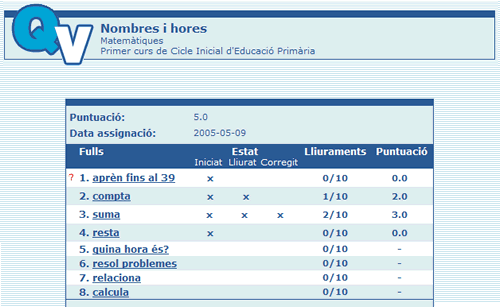 QV
Nombres i hores
Matemàtiques
Primer curs de Cicle Inicial d'Educació Primària
Puntuació: 5.0
Data assignació: 2005-05-09
Fulls Estat Lliuraments Puntuació
Iniciat Lliurat Corregit
? 1. aprèn fins al 39 x 0/10 0.0
2. compta x x 1/10 2.0
3. suma x x x 2/10 3.0
4. resta x 0/10 0.0
5. quina hora és? 0/10 -
6. resol problemes 0/10 -
7. relaciona 0/10 -
8. calcula 0/10 -